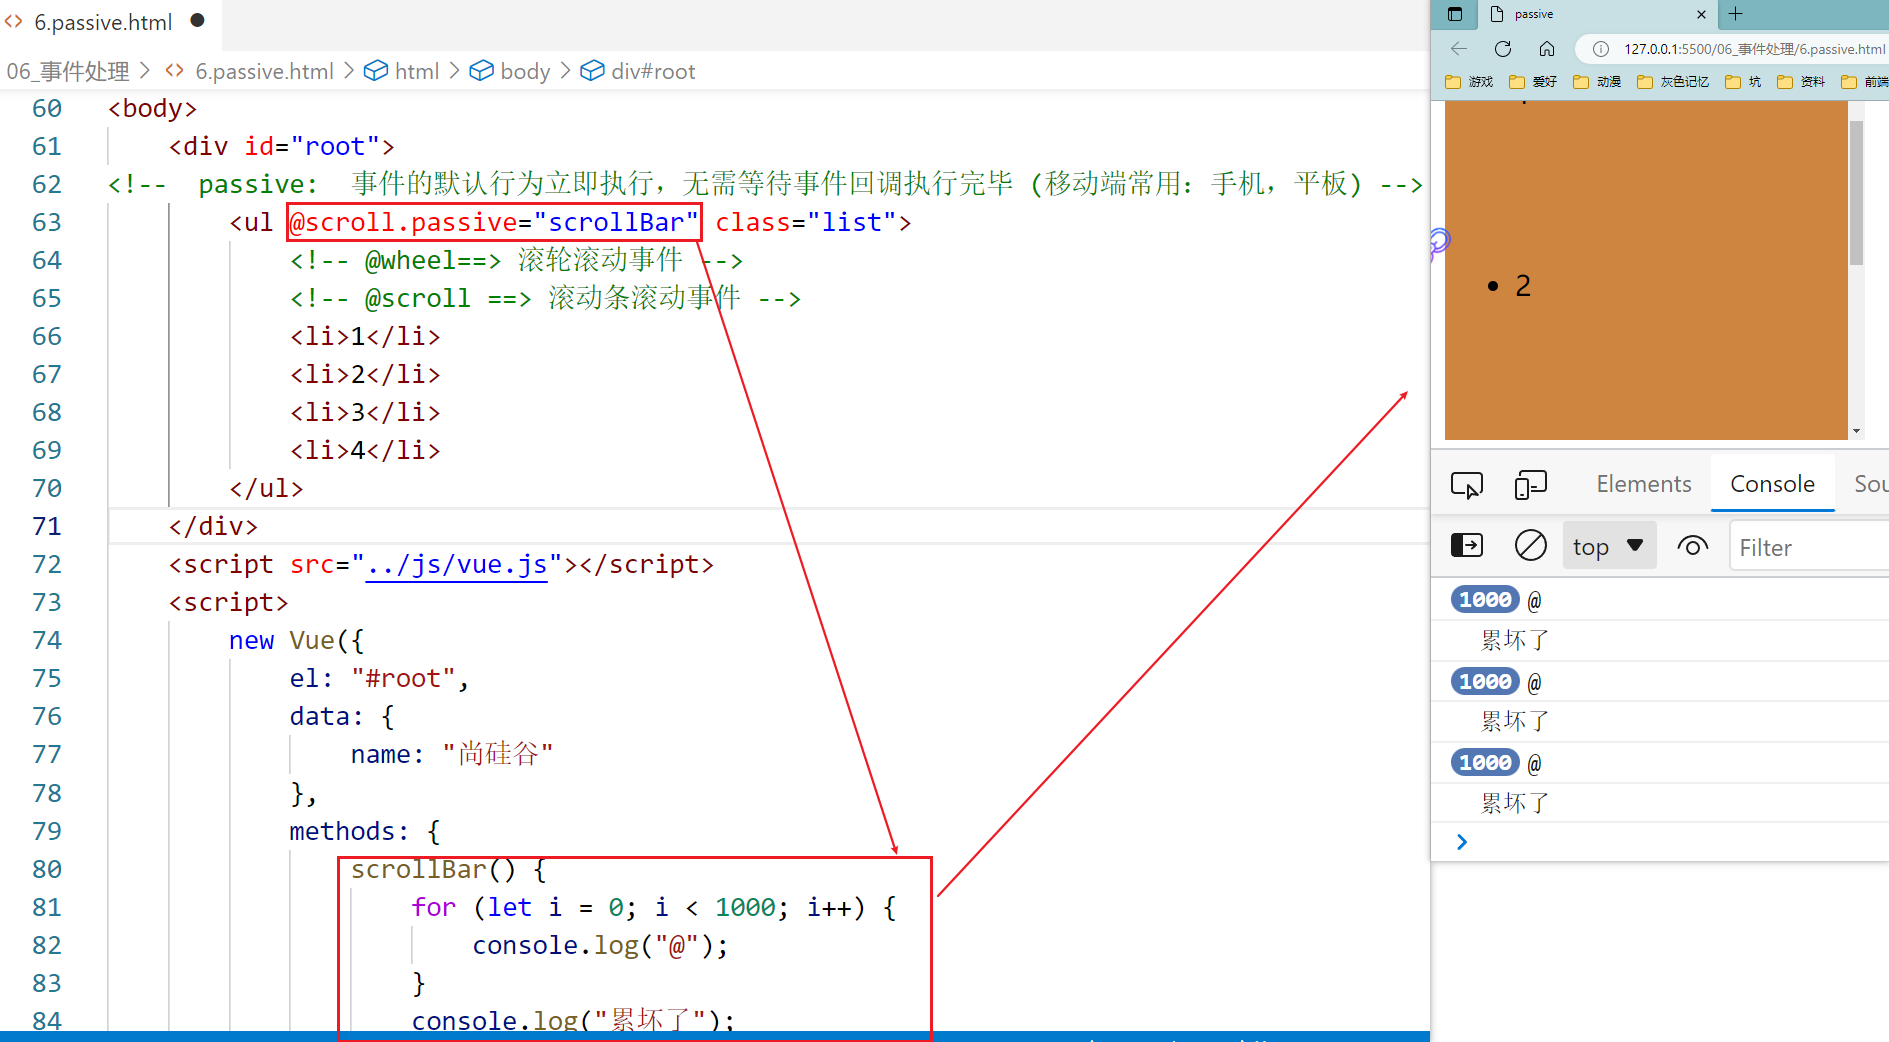 6.passive.html
06_事件处理 > 6.passive.html > html > body > div#root
60 <body>
61 <div id="root">
62 <!-- passive: 事件的默认行为立即执行，无需等待事件回调执行完毕 (移动端常用：手机，平板) -->
63 <ul @scroll.passive="scrollBar" class="list">
64 <!-- @wheel==> 滚轮滚动事件 -->
65 <!-- @scroll ==> 滚动条滚动事件 -->
66 <li>1</li>
67 <li>2</li>
68 <li>3</li>
69 <li>4</li>
70 </ul>
71 </div>
72 <script src="../js/vue.js"></script>
73 <script>
74 new Vue({
75 el: "#root",
76 data: {
77 name: "尚硅谷"
78 },
79 methods: {
80 scrollBar() {
81 for (let i = 0; i < 1000; i++) {
82 console.log("@");
83 }
84 console.log("累坏了");
passive
127.0.0.1:5500/06_事件处理/6.passive.html
游戏 爱好 动漫 灰色记忆 坑 资料 前端
2
Elements Console Sou
top Filter
1000 @
累坏了
1000 @
累坏了
1000 @
累坏了